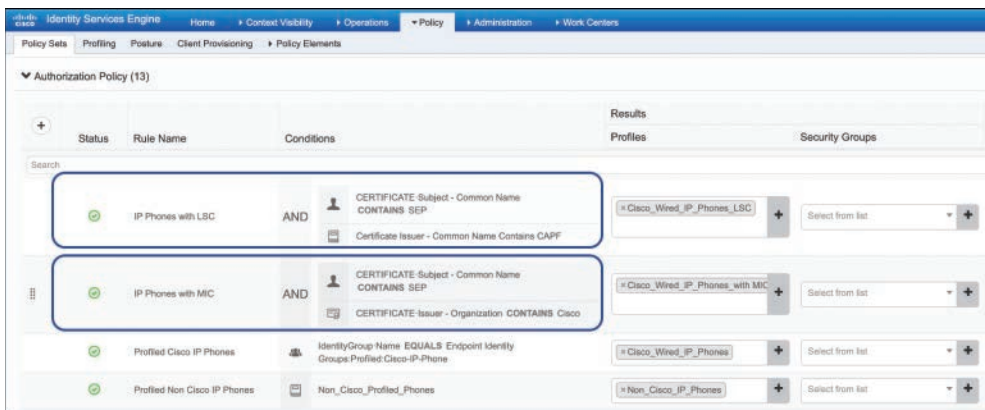 cisco Identity Services Engine Home Context Visibility Operations Policy Administration Work Centers
Policy Sets Profiling Posture Client Provisioning Policy Elements
Authorization Policy (13)
Results
+ Status Rule Name Conditions Profiles Security Groups
Search
IP Phones with LSC AND CERTIFICATE·Subject - Common Name
CONTAINS SEP
Certificate Issuer - Common Name Contains CAPF
×Cisco_Wired_IP_Phones_LSC + Select from list +
IP Phones with MIC AND CERTIFICATE·Subject - Common Name
CONTAINS SEP
CERTIFICATE·Issuer - Organization CONTAINS Cisco
×Cisco_Wired_IP_Phones_with MIC + Select from list +
Profiled Cisco IP Phones IdentityGroup·Name EQUALS Endpoint Identity
Groups:Profiled:Cisco-IP-Phone
×Cisco_Wired_IP_Phones + Select from list +
Profiled Non Cisco IP Phones Non_Cisco_Profiled_Phones ×Non_Cisco_IP_Phones + Select from list +